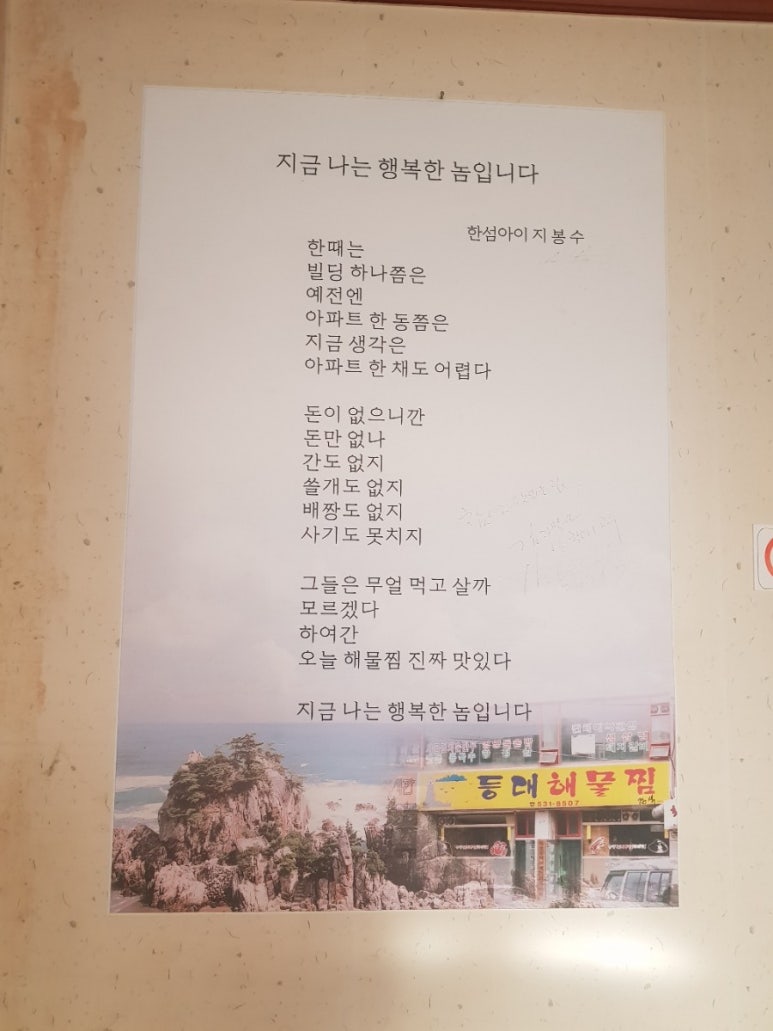 지금 나는 행복한 놈입니다
한섬아이 지 봉 수
한때는
빌딩 하나쯤은
예전엔
아파트 한 동쯤은
지금 생각은
아파트 한 채도 어렵다
돈이 없으니깐
돈만 없나
간도 없지
쓸개도 없지
배짱도 없지
사기도 못치지
그들은 무얼 먹고 살까
모르겠다
하여간
오늘 해물찜 진짜 맛있다
지금 나는 행복한 놈입니다
등대해물찜
☎531-8507